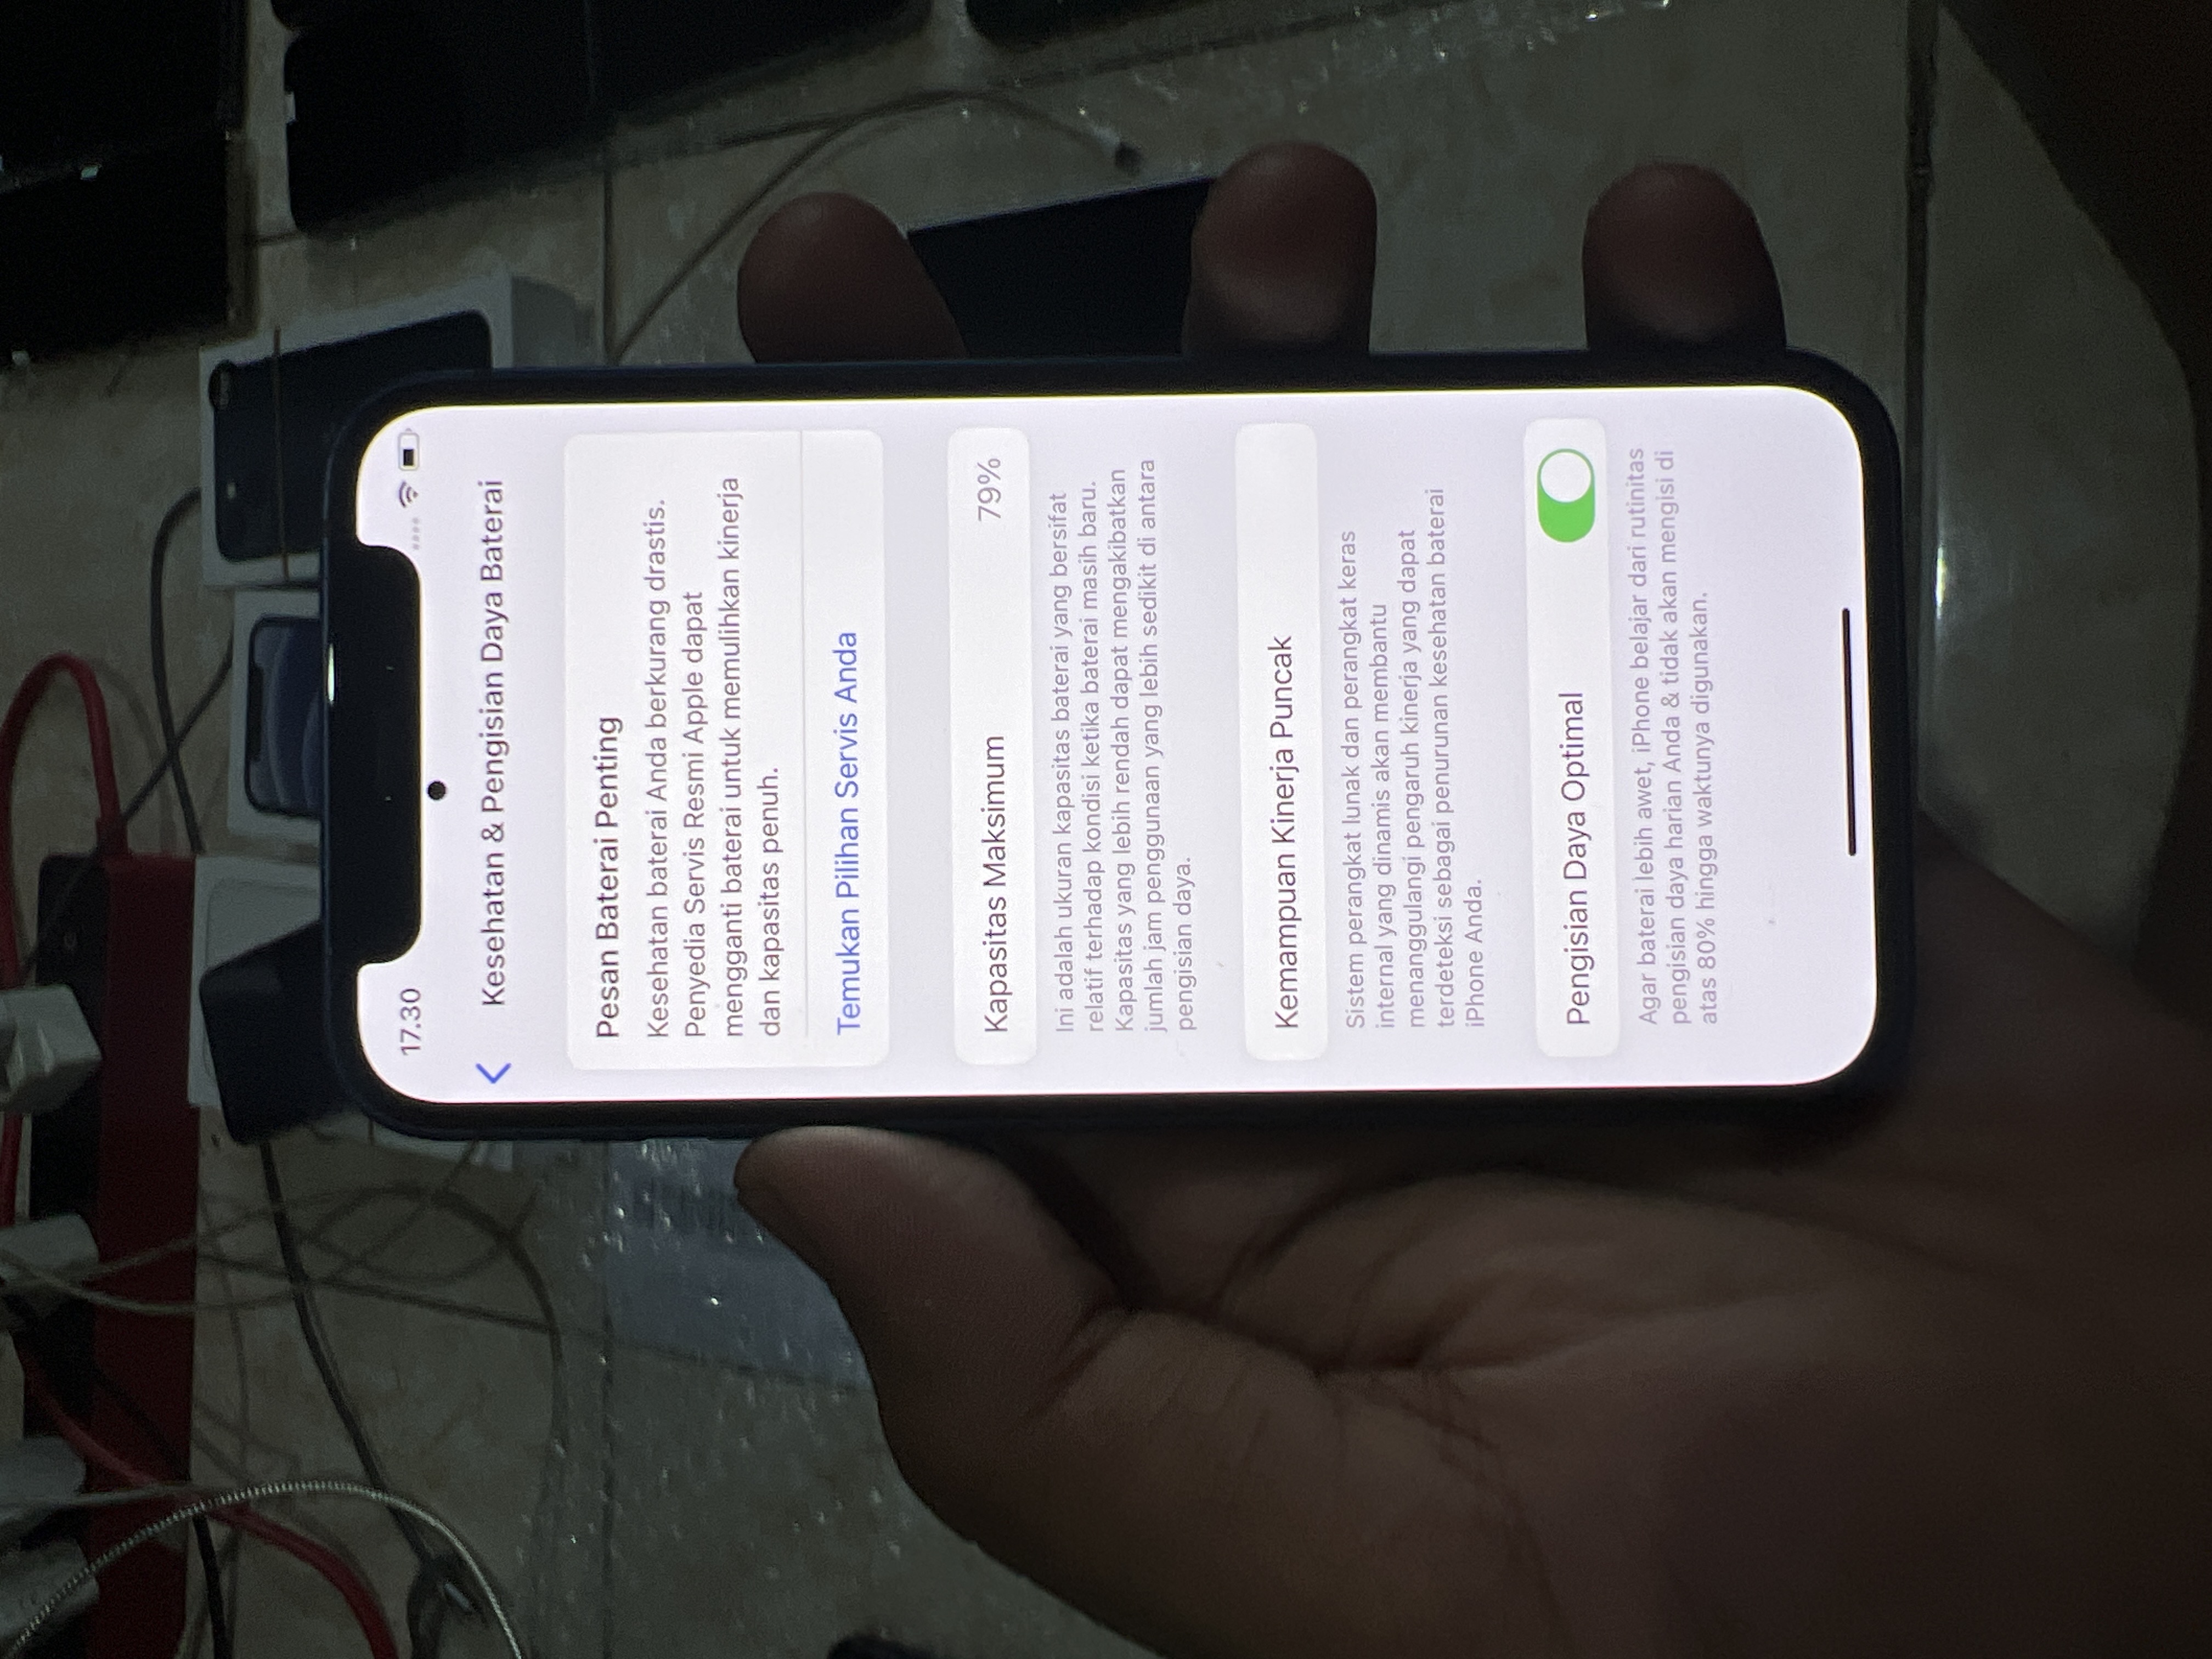 17.30
Kesehatan & Pengisian Daya Baterai
Pesan Baterai Penting
Kesehatan baterai Anda berkurang drastis.
Penyedia Servis Resmi Apple dapat
mengganti baterai untuk memulihkan kinerja
dan kapasitas penuh.
Temukan Pilihan Servis Anda
Kapasitas Maksimum 79%
Ini adalah ukuran kapasitas baterai yang bersifat
relatif terhadap kondisi ketika baterai masih baru.
Kapasitas yang lebih rendah dapat mengakibatkan
jumlah jam penggunaan yang lebih sedikit di antara
pengisian daya.
Kemampuan Kinerja Puncak
Sistem perangkat lunak dan perangkat keras
internal yang dinamis akan membantu
menanggulangi pengaruh kinerja yang dapat
terdeteksi sebagai penurunan kesehatan baterai
iPhone Anda.
Pengisian Daya Optimal
Agar baterai lebih awet, iPhone belajar dari rutinitas
pengisian daya harian Anda & tidak akan mengisi di
atas 80% hingga waktunya digunakan.